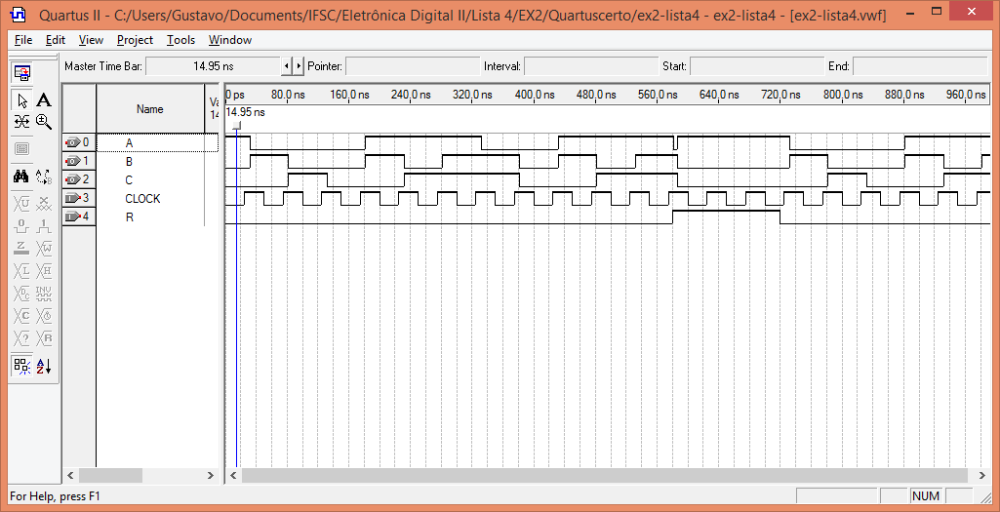 Quartus II - C:/Users/Gustavo/Documents/IFSC/Eletrônica Digital II/Lista 4/EX2/Quartuscerto/ex2-lista4 - ex2-lista4 - [ex2-lista4.vwf]
File Edit View Project Tools Window
Master Time Bar: 14.95 ns Pointer: Interval: Start: End:
Name
Va
14
0 ps 80.0 ns 160.0 ns 240.0 ns 320.0 ns 400.0 ns 480.0 ns 560.0 ns 640.0 ns 720.0 ns 800.0 ns 880.0 ns 960.0 ns
14.95 ns
0 A
1 B
2 C
3 CLOCK
4 R
For Help, press F1
NUM